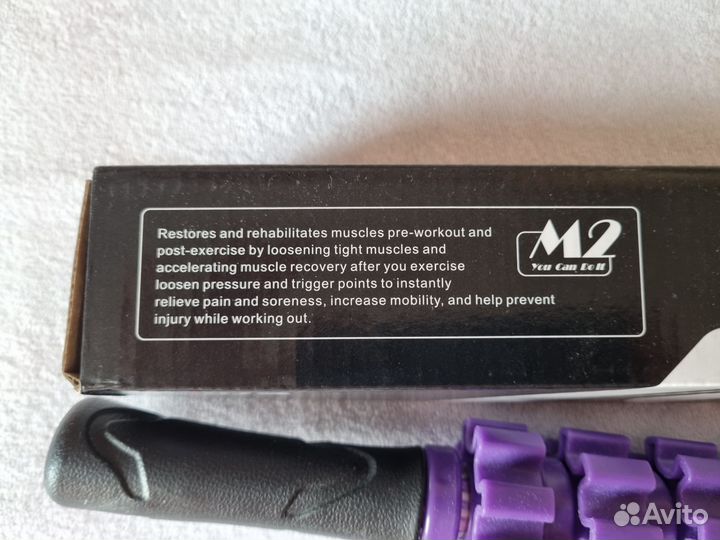 Restores and rehabilitates muscles pre-workout and
post-exercise by loosening tight muscles and
accelerating muscle recovery after you exercise
loosen pressure and trigger points to instantly
relieve pain and soreness, increase mobility, and help prevent
injury while working out.
M2
You Can Do It
Avito